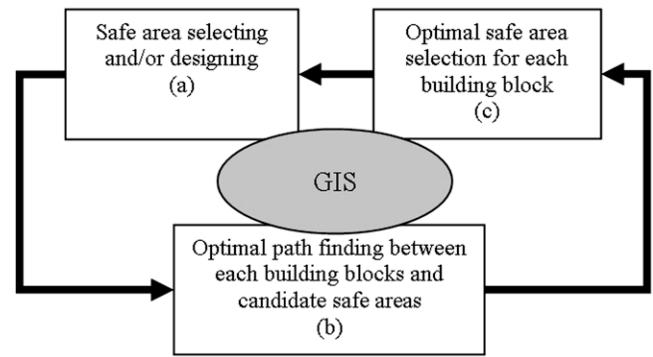 Safe area selecting
and/or designing
(a)
Optimal safe area
selection for each
building block
(c)
GIS
Optimal path finding between
each building blocks and
candidate safe areas
(b)